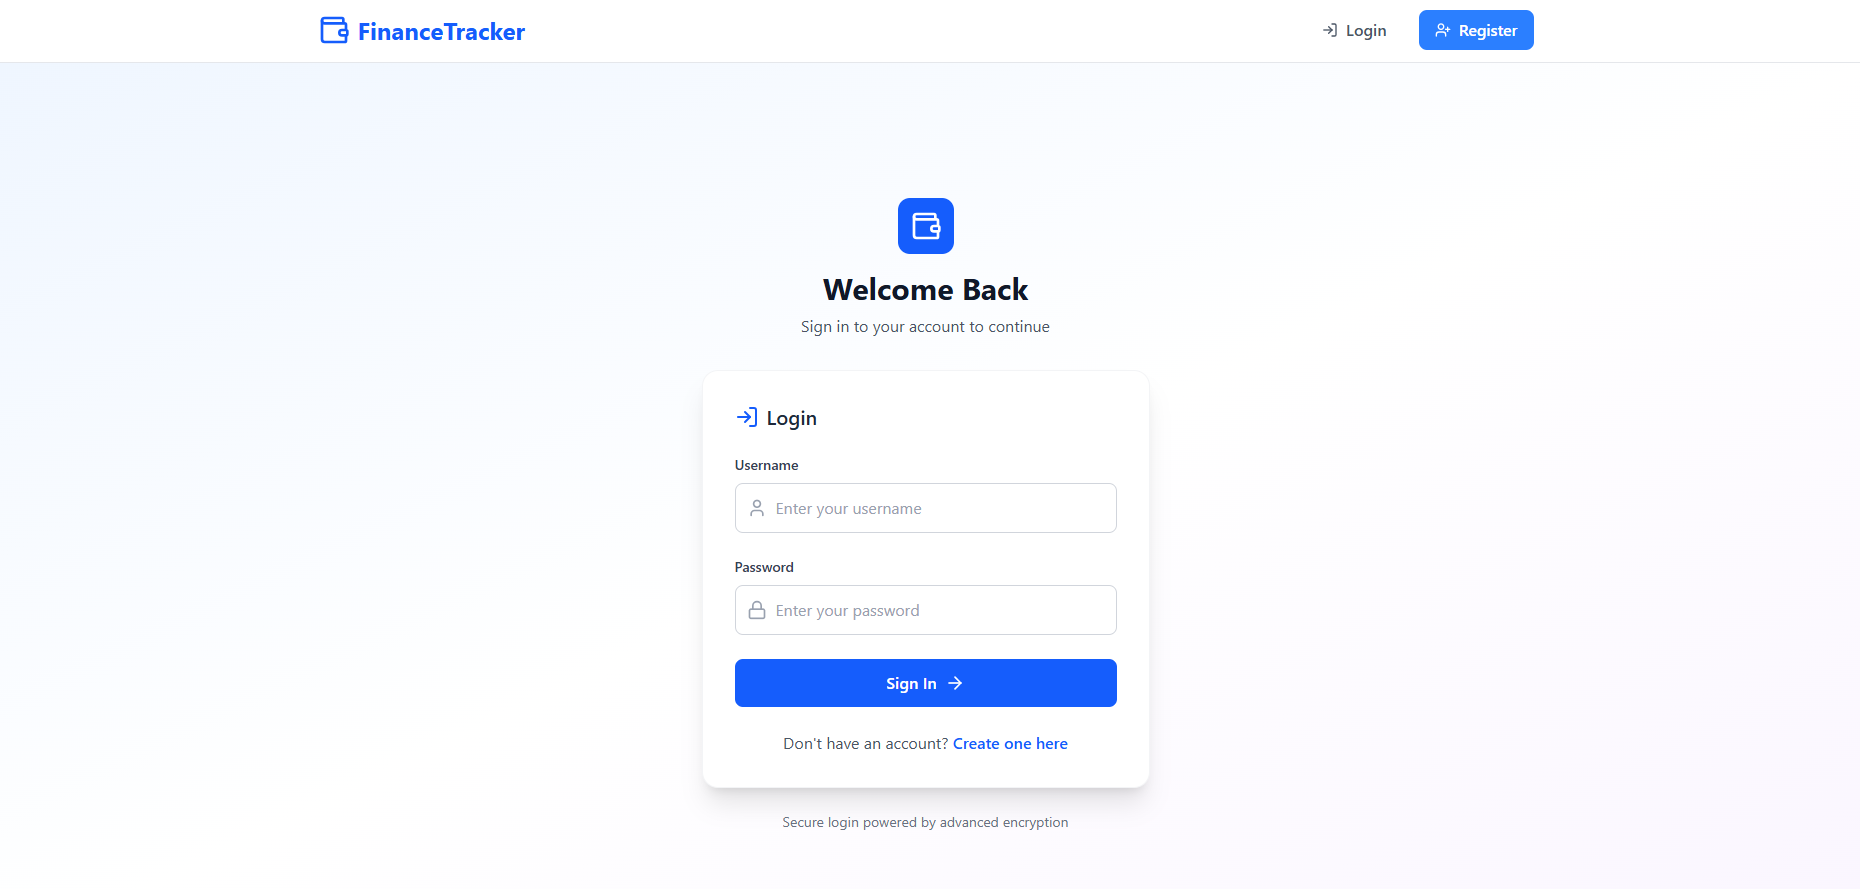 FinanceTracker
Login
Register
Welcome Back
Sign in to your account to continue
Login
Username
Enter your username
Password
Enter your password
Sign In
Don't have an account? Create one here
Secure login powered by advanced encryption